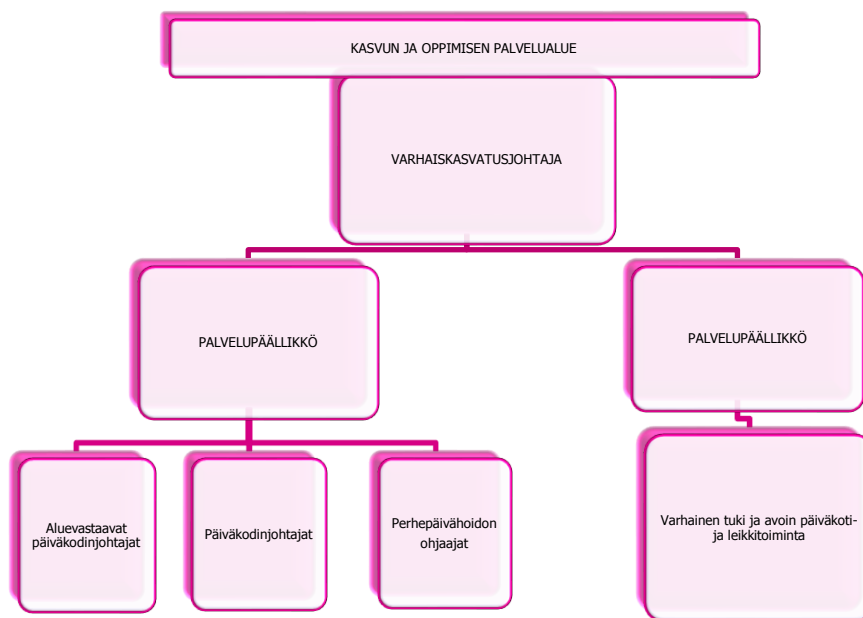 KASVUN JA OPPIMISEN PALVELUALUE
VARHAISKASVATUSJOHTAJA
PALVELUPÄÄLLIKKÖ
PALVELUPÄÄLLIKKÖ
Aluevastaavat
päiväkodinjohtajat
Päiväkodinjohtajat
Perhepäivähoidon
ohjaajat
Varhainen tuki ja avoin päiväkoti-
ja leikkitoiminta